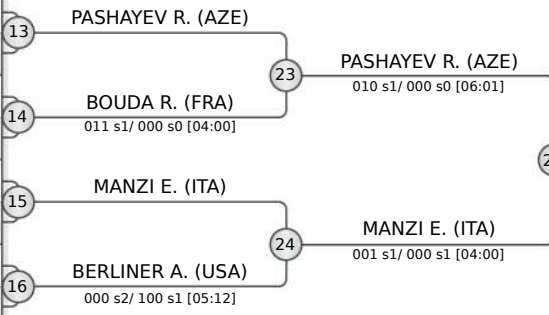 13
PASHAYEV R. (AZE)
23
PASHAYEV R. (AZE)
010 s1/ 000 s0 [06:01]
14
BOUDA R. (FRA)
011 s1/ 000 s0 [04:00]
15
MANZI E. (ITA)
24
MANZI E. (ITA)
001 s1/ 000 s1 [04:00]
16
BERLINER A. (USA)
000 s2/ 100 s1 [05:12]